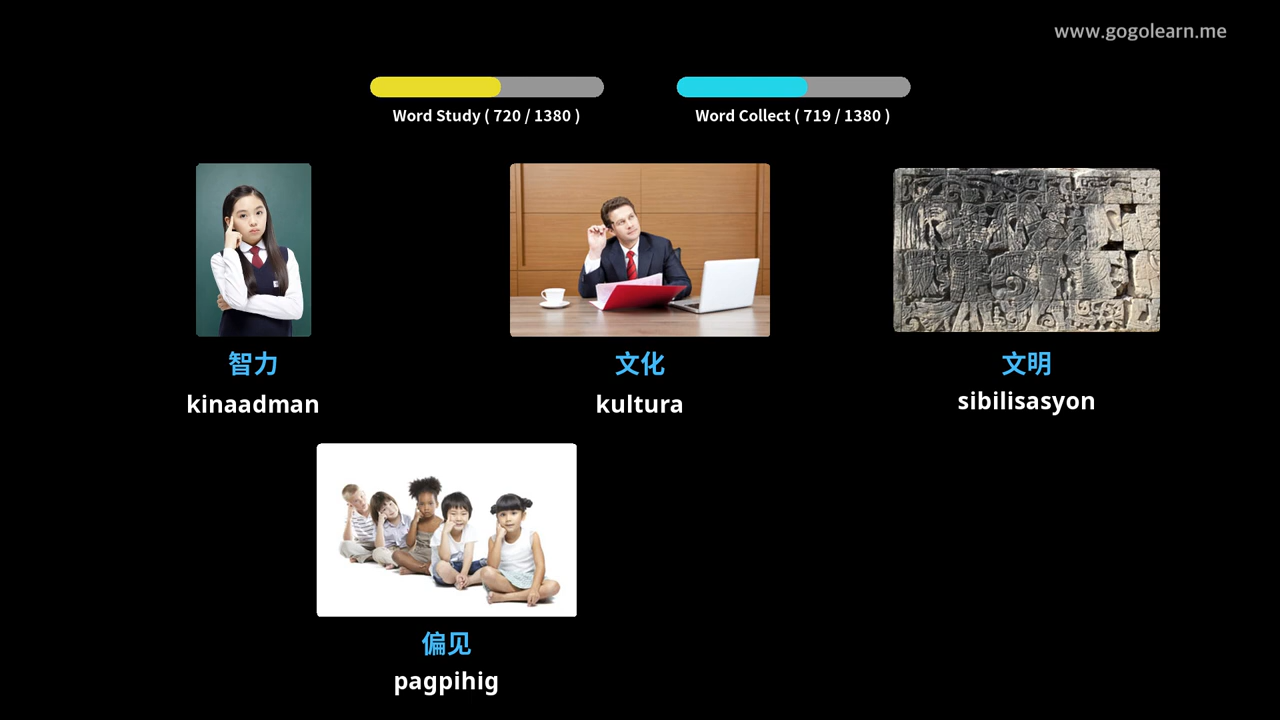 www.gogolearn.me
Word Study ( 720 / 1380 )
Word Collect ( 719 / 1380 )
智力
kinaadman
文化
kultura
文明
sibilisasyon
偏见
pagpihig